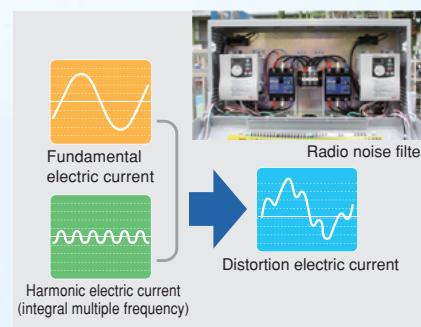 Fundamental
electric current
Radio noise filte
Harmonic electric current
(integral multiple frequency)
Distortion electric current